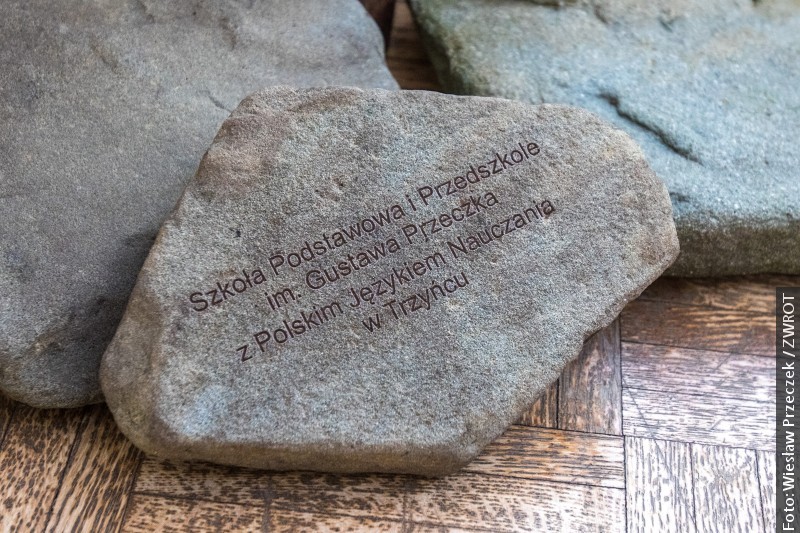 Szkoła Podstawowa i Przedszkole
im. Gustawa Przeczka
z Polskim Językiem Nauczania
w Trzyńcu
Foto: Wiesław Przeczek / ZWROT